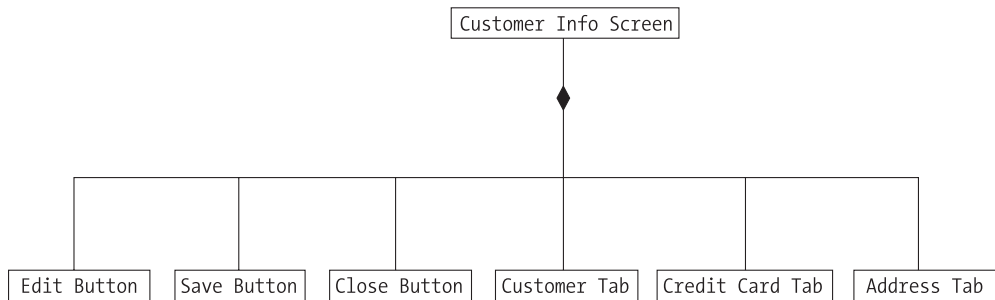 Customer Info Screen
Edit Button
Save Button
Close Button
Customer Tab
Credit Card Tab
Address Tab